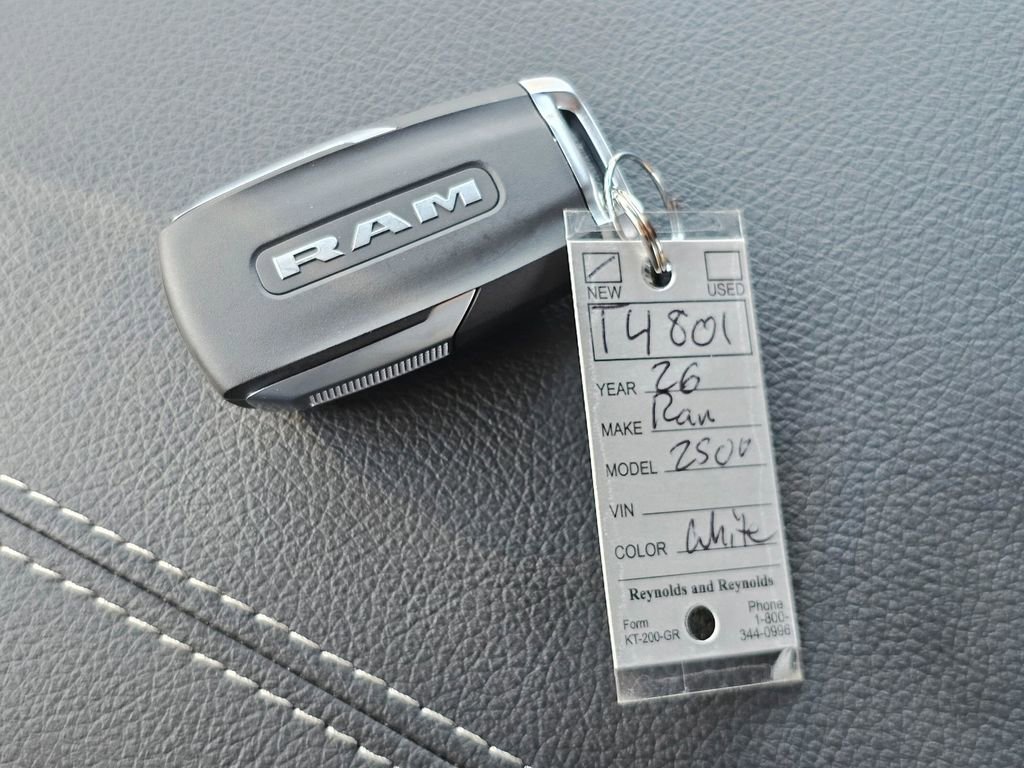 RAM
NEW USED
T4801
YEAR 26
MAKE Ram
MODEL 2500
VIN
COLOR White
Reynolds and Reynolds
Form
KT-200-GR
Phone
1-800-
344-0996